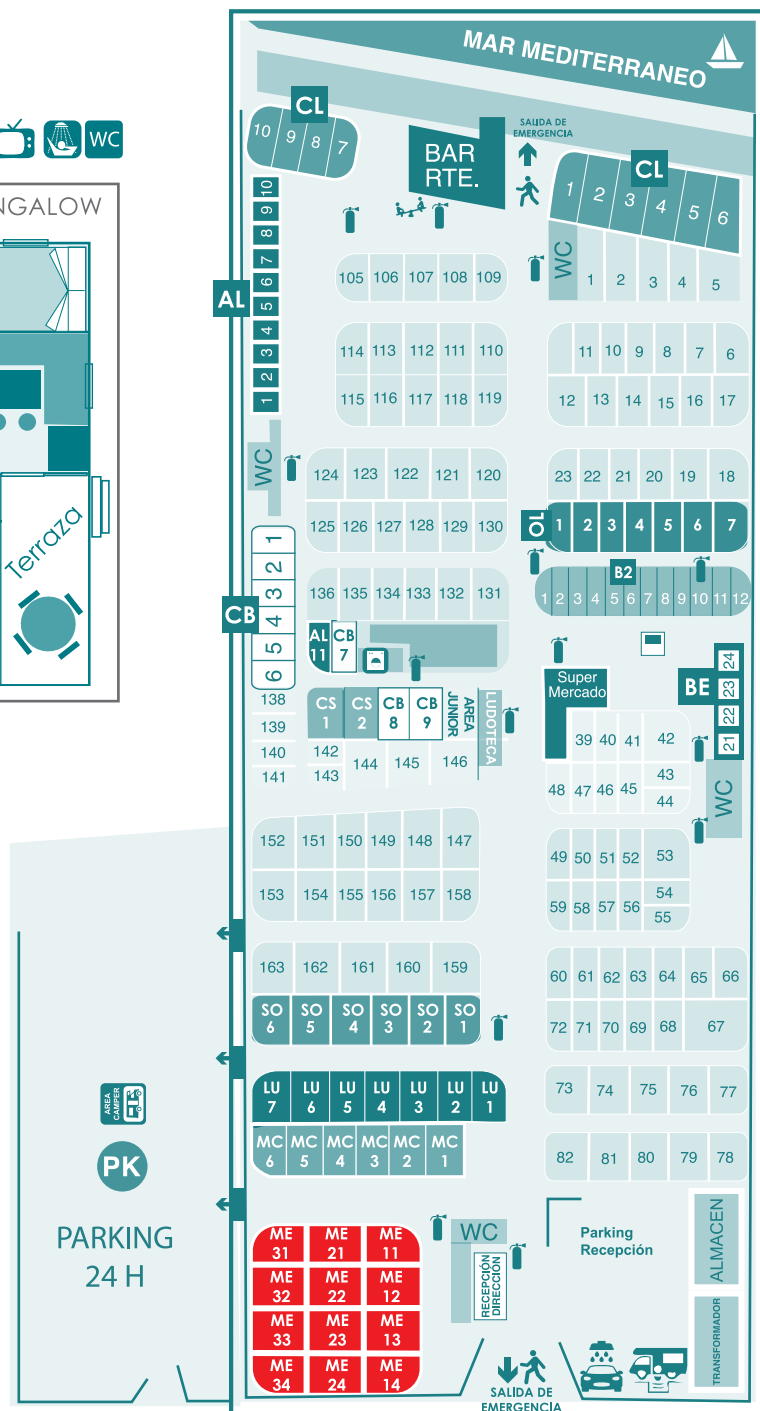 MAR MEDITERRANEO
CL
10 9 8 7
SALIDA DE
EMERGENCIA
BAR
RTE.
CL
1 2 3 4 5 6
WC
WC
1 2 3 4 5
NGALOW
Terraza
AL
10
9
8
7
6
5
4
3
2
1
105 106 107 108 109
114 113 112 111 110
115 116 117 118 119
11 10 9 8 7 6
12 13 14 15 16 17
WC
124 123 122 121 120
125 126 127 128 129 130
23 22 21 20 19 18
OL
1 2 3 4 5 6 7
B2
1 2 3 4 5 6 7 8 9 10 11 12
CB
1
2
3
4
5
6
136 135 134 133 132 131
AL
11
CB
7
138
139
140
141
CS
1
CS
2
CB
8
CB
9
AREA
JUNIOR
LUDOTECA
142
143
144 145 146
Super
Mercado
BE
24
23
22
21
39 40 41 42
43
48 47 46 45
44
WC
152 151 150 149 148 147
153 154 155 156 157 158
49 50 51 52 53
54
59 58 57 56
55
163 162 161 160 159
SO
6
SO
5
SO
4
SO
3
SO
2
SO
1
60 61 62 63 64 65 66
72 71 70 69 68 67
LU
7
LU
6
LU
5
LU
4
LU
3
LU
2
LU
1
MC
6
MC
5
MC
4
MC
3
MC
2
MC
1
73 74 75 76 77
82 81 80 79 78
AREA
CAMPER
PK
PARKING
24 H
ME
31
ME
21
ME
11
ME
32
ME
22
ME
12
ME
33
ME
23
ME
13
ME
34
ME
24
ME
14
WC
RECEPCIÓN
DIRECCIÓN
Parking
Recepción
ALMACEN
TRANSFORMADOR
SALIDA DE
EMERGENCIA